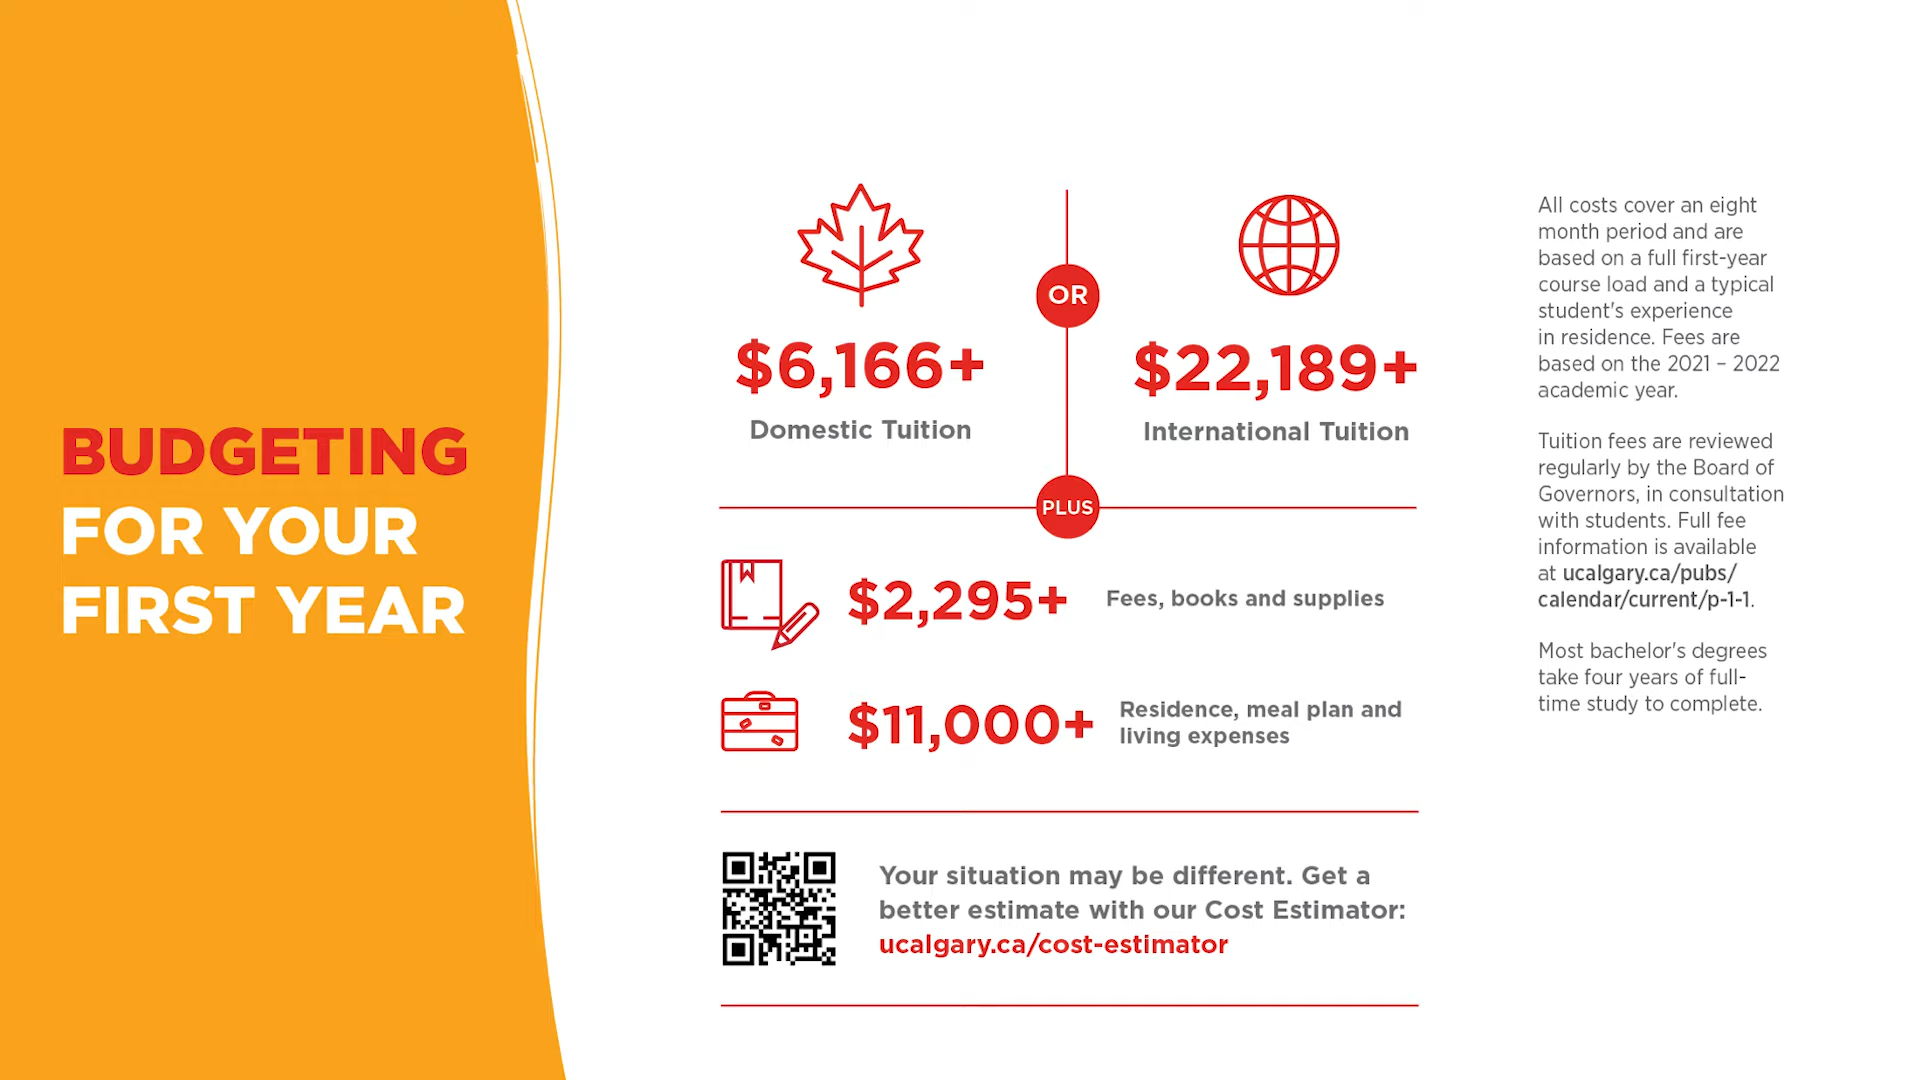 BUDGETING
FOR YOUR
FIRST YEAR
OR
$6,166+
Domestic Tuition
$22,189+
International Tuition
PLUS
$2,295+
Fees, books and supplies
$11,000+
Residence, meal plan and
living expenses
Your situation may be different. Get a
better estimate with our Cost Estimator:
ucalgary.ca/cost-estimator
All costs cover an eight
month period and are
based on a full first-year
course load and a typical
student's experience
in residence. Fees are
based on the 2021 – 2022
academic year.
Tuition fees are reviewed
regularly by the Board of
Governors, in consultation
with students. Full fee
information is available
at ucalgary.ca/pubs/
calendar/current/p-1-1.
Most bachelor's degrees
take four years of full-
time study to complete.